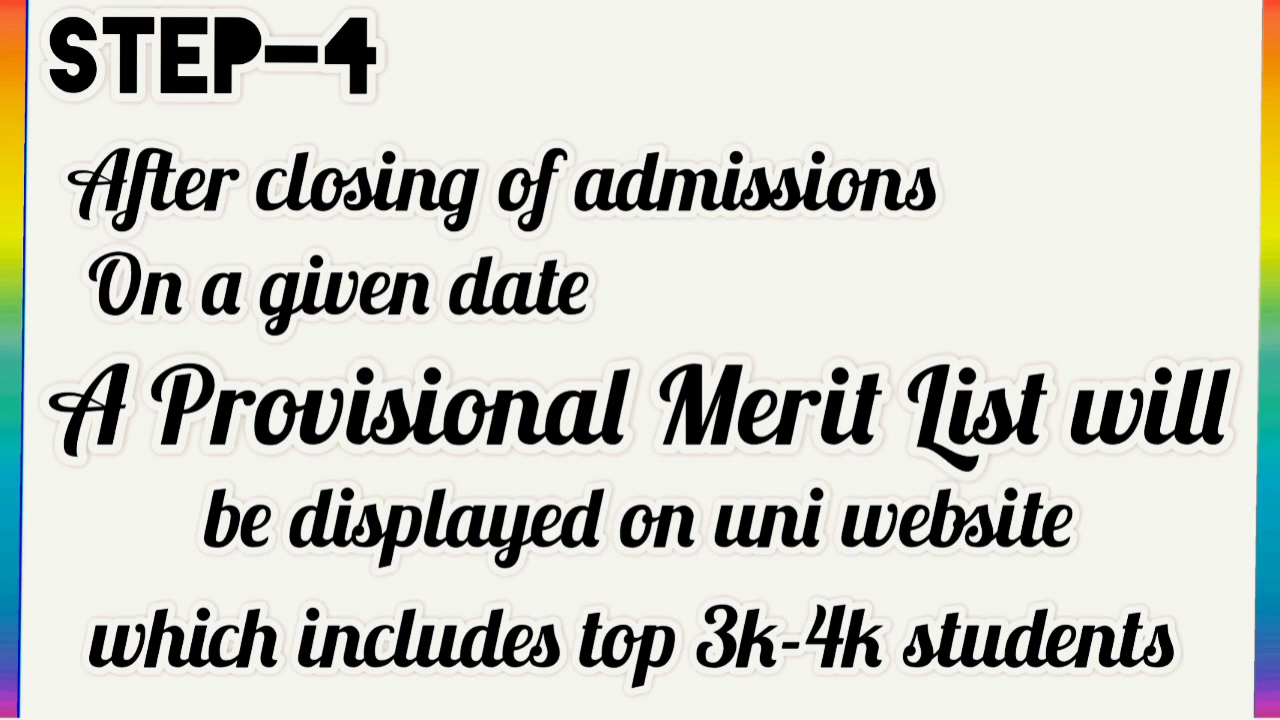 STEP-4
After closing of admissions
On a given date
A Provisional Merit List will
be displayed on uni website
which includes top 3k-4k students